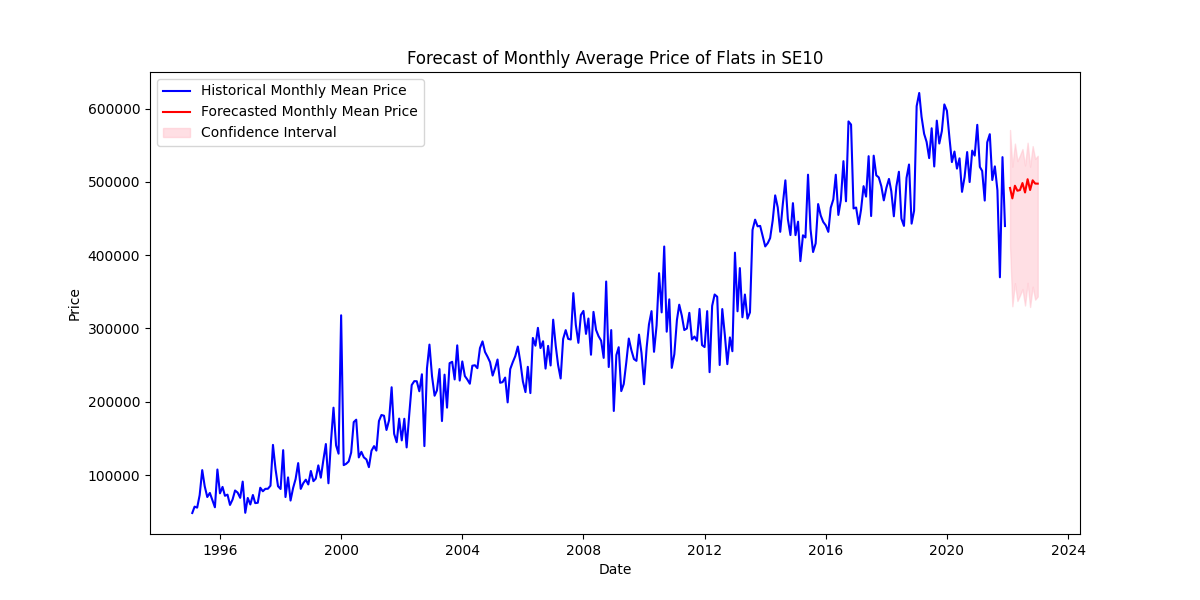 Forecast of Monthly Average Price of Flats in SE10
Historical Monthly Mean Price
Forecasted Monthly Mean Price
Confidence Interval
600000
500000
400000
300000
200000
100000
Price
1996 2000 2004 2008 2012 2016 2020 2024
Date